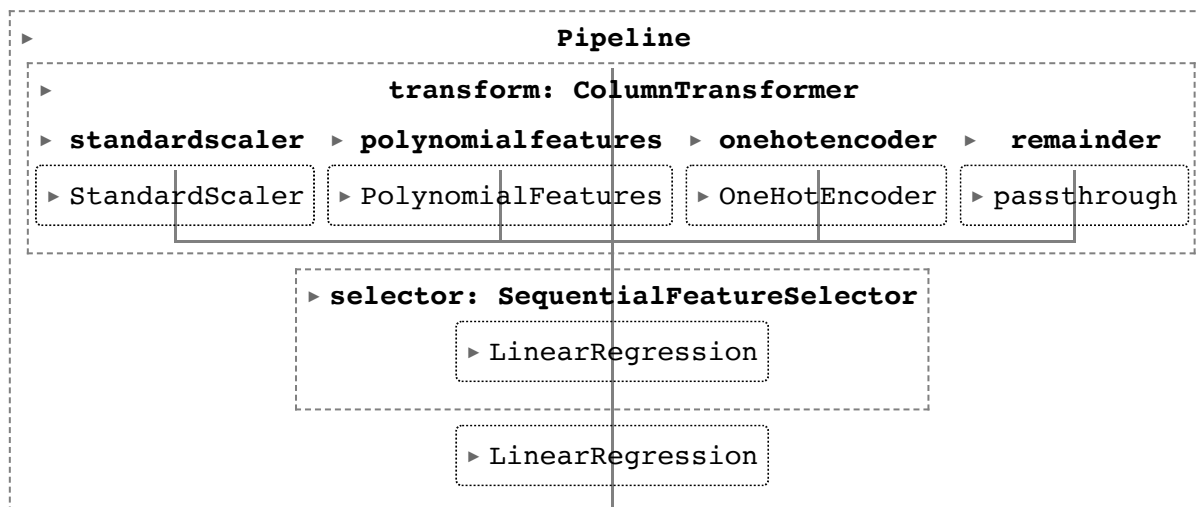 Pipeline
transform: ColumnTransformer
standardscaler polynomialfeatures onehotencoder remainder
StandardScaler PolynomialFeatures OneHotEncoder passthrough
selector: SequentialFeatureSelector
LinearRegression
LinearRegression